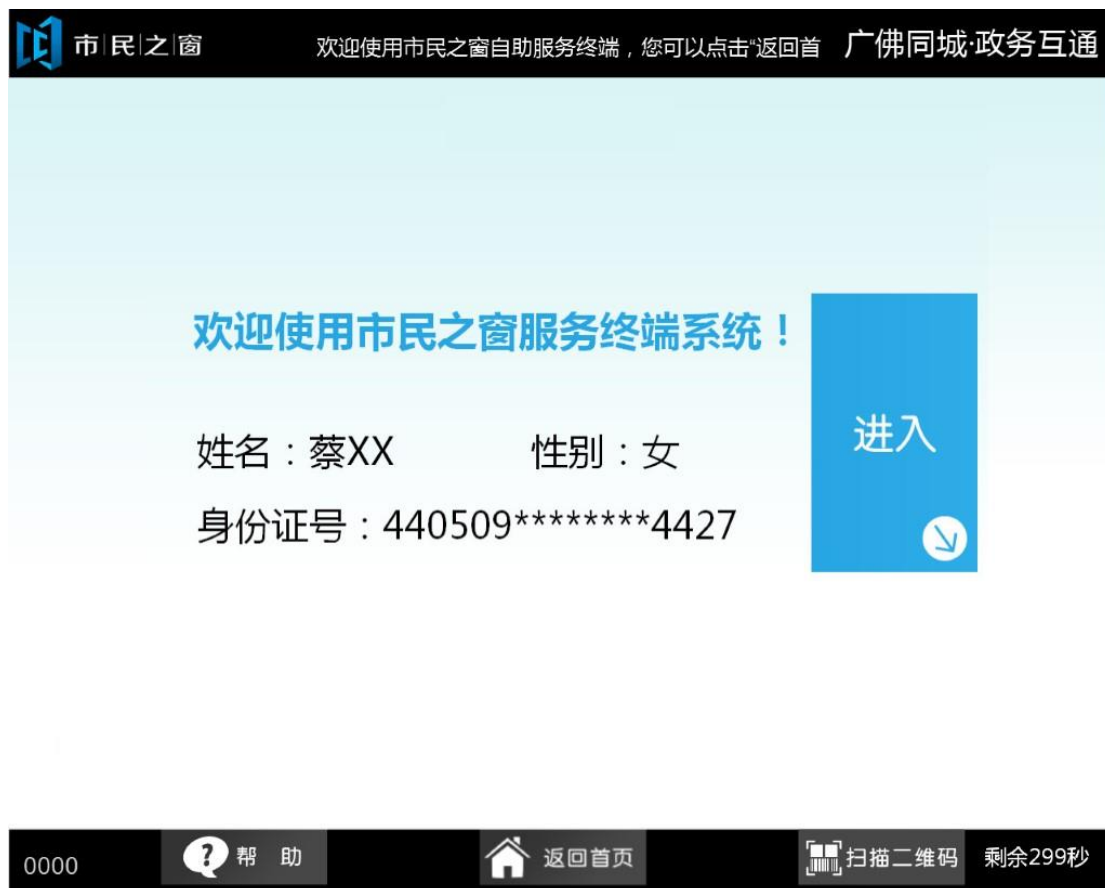 市民之窗 欢迎使用市民之窗自助服务终端，您可以点击“返回首 广佛同城·政务互通
欢迎使用市民之窗服务终端系统！
进入
姓名：蔡XX 性别：女
身份证号：440509********4427
0000 帮 助 返回首页 扫描二维码 剩余299秒